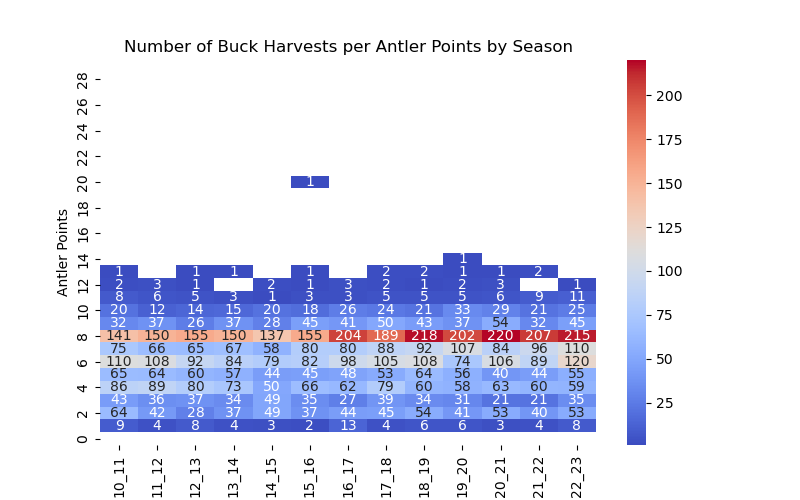 Number of Buck Harvests per Antler Points by Season
Antler Points
28
26
24
22
20 1
18
16
14 1
1 1 1 1 2 2 1 1 2
12 2 3 1 2 1 3 2 1 2 3 1
8 6 5 3 1 3 3 5 5 5 6 9 11
10 20 12 14 15 20 18 26 24 21 33 29 21 25
32 37 26 37 28 45 41 50 43 37 54 32 45
8 141 150 155 150 137 155 204 189 218 202 220 207 215
75 66 65 67 58 80 80 88 92 107 84 96 110
6 110 108 92 84 79 82 98 105 108 74 106 89 120
65 64 60 57 44 45 48 53 64 56 40 44 55
4 86 89 80 73 50 66 62 79 60 58 63 60 59
43 36 37 34 49 35 27 39 34 31 21 21 35
2 64 42 28 37 49 37 44 45 54 41 53 40 53
9 4 8 4 3 2 13 4 6 6 3 4 8
0
10_11 11_12 12_13 13_14 14_15 15_16 16_17 17_18 18_19 19_20 20_21 21_22 22_23
200
175
150
125
100
75
50
25